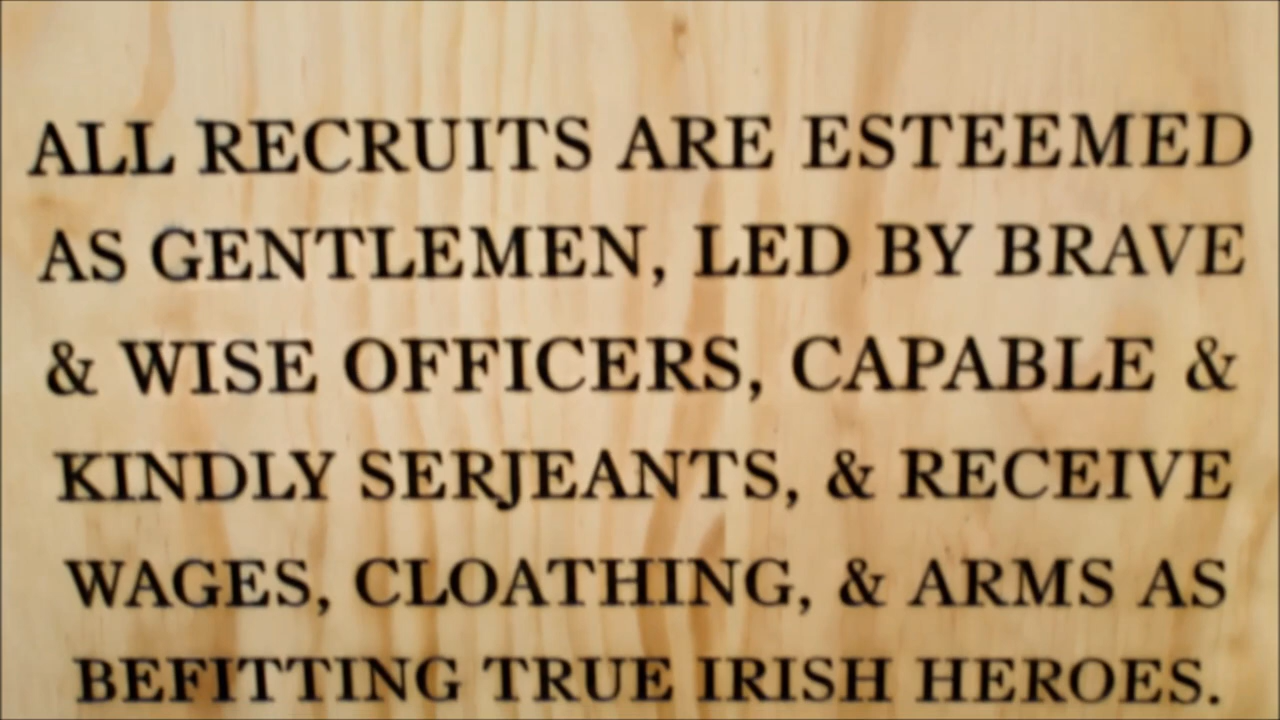 ALL RECRUITS ARE ESTEEMED
AS GENTLEMEN, LED BY BRAVE
& WISE OFFICERS, CAPABLE &
KINDLY SERJEANTS, & RECEIVE
WAGES, CLOATHING, & ARMS AS
BEFITTING TRUE IRISH HEROES.